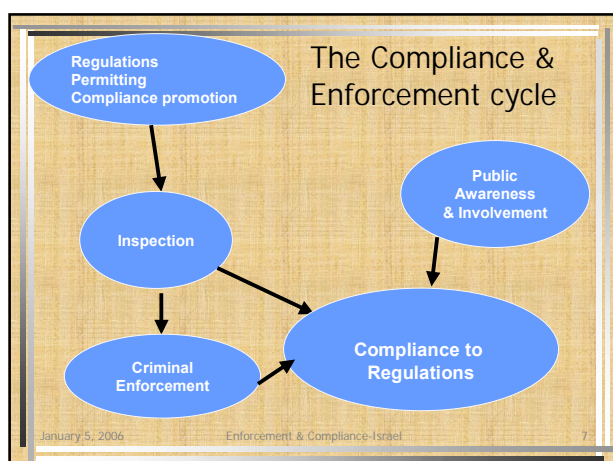 The Compliance &
Enforcement cycle
Regulations
Permitting
Compliance promotion
Public
Awareness
& Involvement
Inspection
Criminal
Enforcement
Compliance to
Regulations
January 5, 2006 Enforcement & Compliance-Israel 7